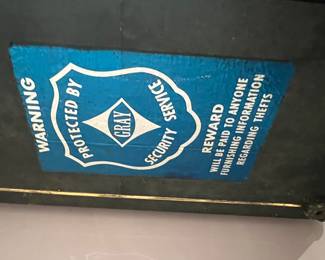 WARNING
PROTECTED BY
GRAY
SECURITY SERVICE
REWARD
WILL BE PAID TO ANYONE
FURNISHING INFORMATION
REGARDING THEFTS